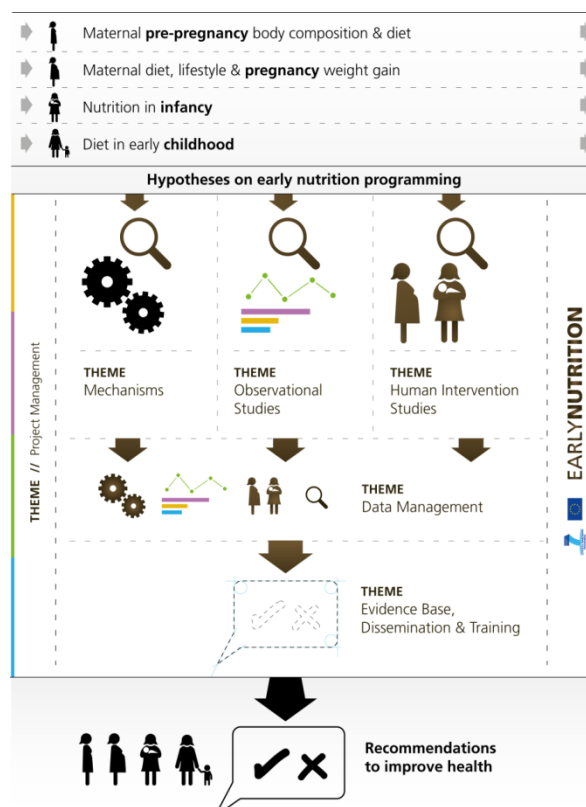 Maternal pre-pregnancy body composition & diet
Maternal diet, lifestyle & pregnancy weight gain
Nutrition in infancy
Diet in early childhood
Hypotheses on early nutrition programming
THEME // Project Management
THEME
Mechanisms
THEME
Observational
Studies
THEME
Human Intervention
Studies
EARLYNUTRITION
THEME
Data Management
THEME
Evidence Base,
Dissemination & Training
Recommendations
to improve health